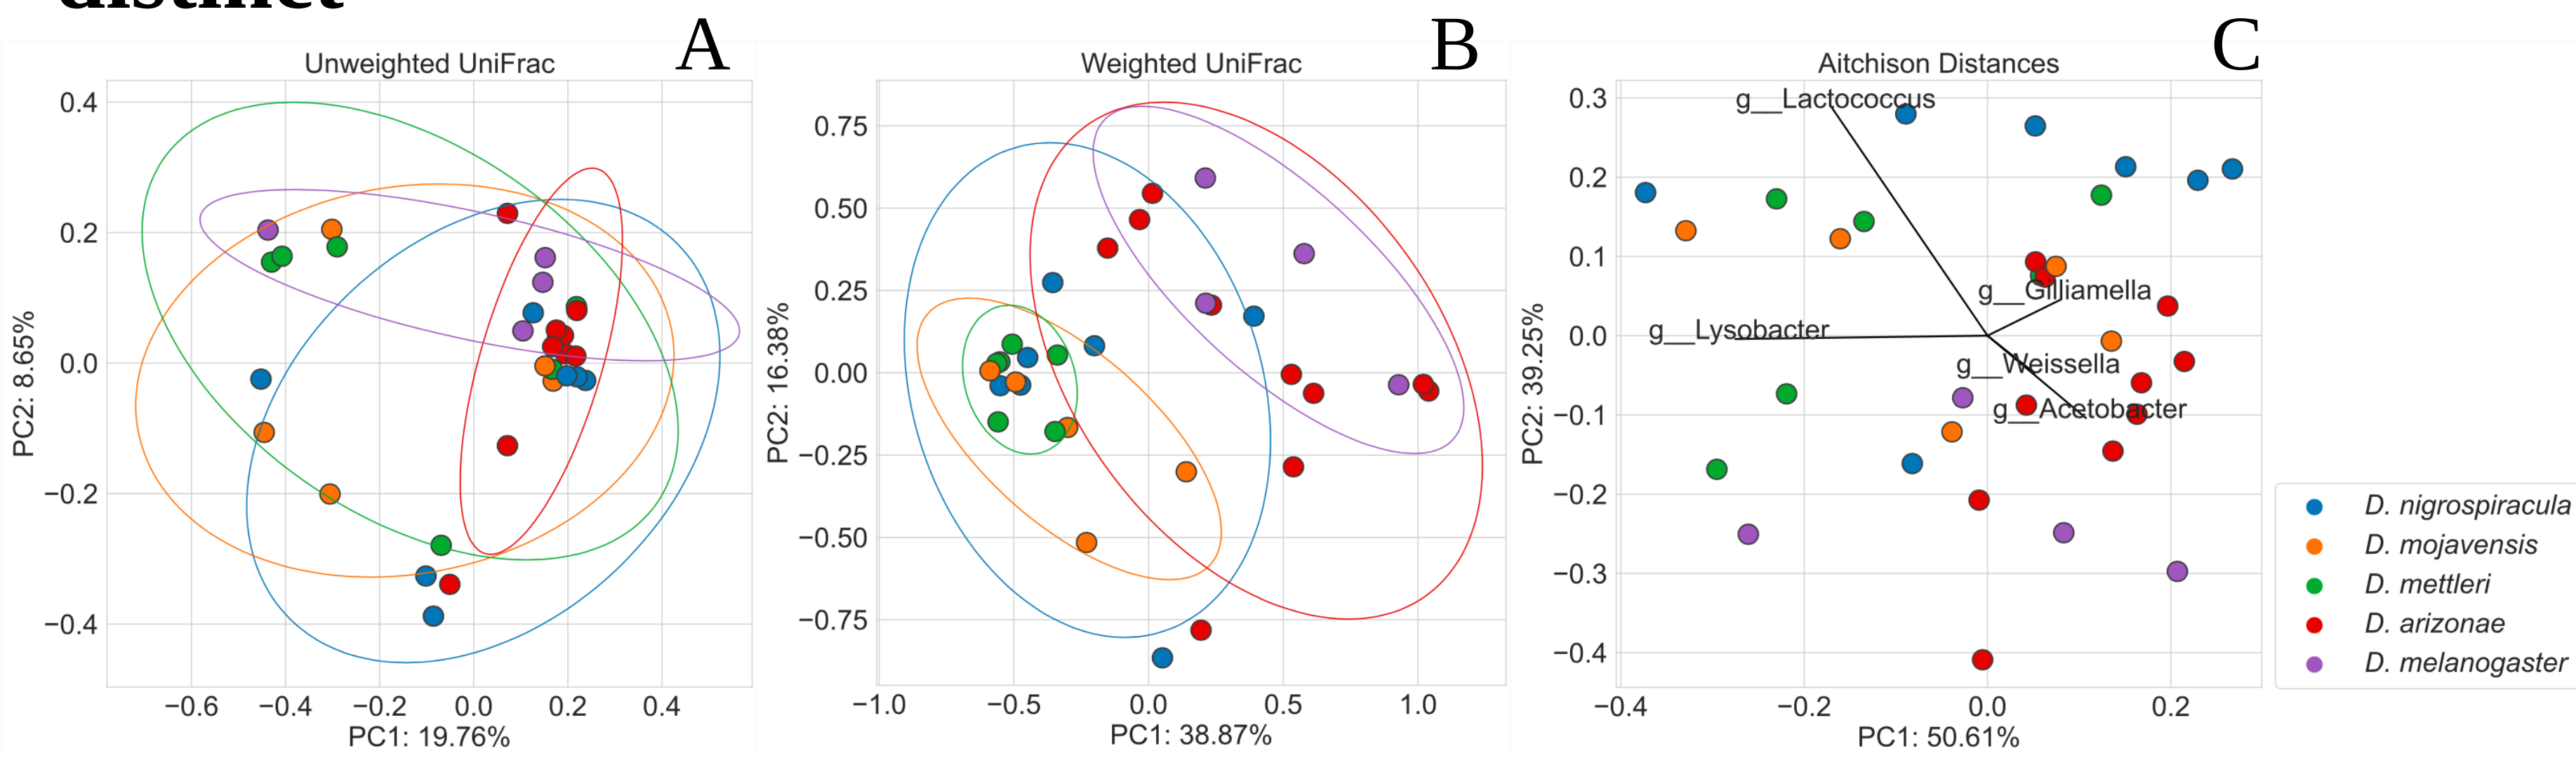 distinct
A
Unweighted UniFrac
0.4
0.2
0.0
−0.2
−0.4
PC2: 8.65%
−0.6 −0.4 −0.2 0.0 0.2 0.4
PC1: 19.76%
B
Weighted UniFrac
0.75
0.50
0.25
0.00
−0.25
−0.50
−0.75
PC2: 16.38%
−1.0 −0.5 0.0 0.5 1.0
PC1: 38.87%
C
Aitchison Distances
0.3
0.2
0.1
0.0
−0.1
−0.2
−0.3
−0.4
PC2: 39.25%
g__Lactococcus
g__Gilliamella
g__Lysobacter
g__Weissella
g__Acetobacter
−0.4 −0.2 0.0 0.2
PC1: 50.61%
D. nigrospiracula
D. mojavensis
D. mettleri
D. arizonae
D. melanogaster